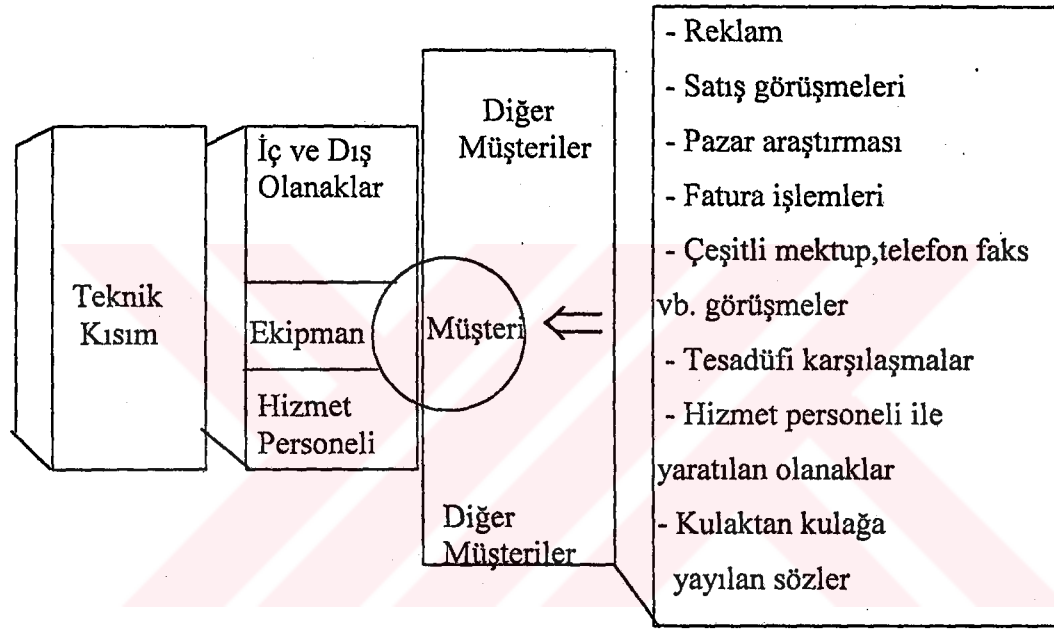 Teknik
Kısım
İç ve Dış
Olanaklar
Ekipman
Hizmet
Personeli
Diğer
Müşteriler
Müşteri
Diğer
Müşteriler
- Reklam
- Satış görüşmeleri
- Pazar araştırması
- Fatura işlemleri
- Çeşitli mektup,telefon faks
vb. görüşmeler
- Tesadüfi karşılaşmalar
- Hizmet personeli ile
yaratılan olanaklar
- Kulaktan kulağa
yayılan sözler